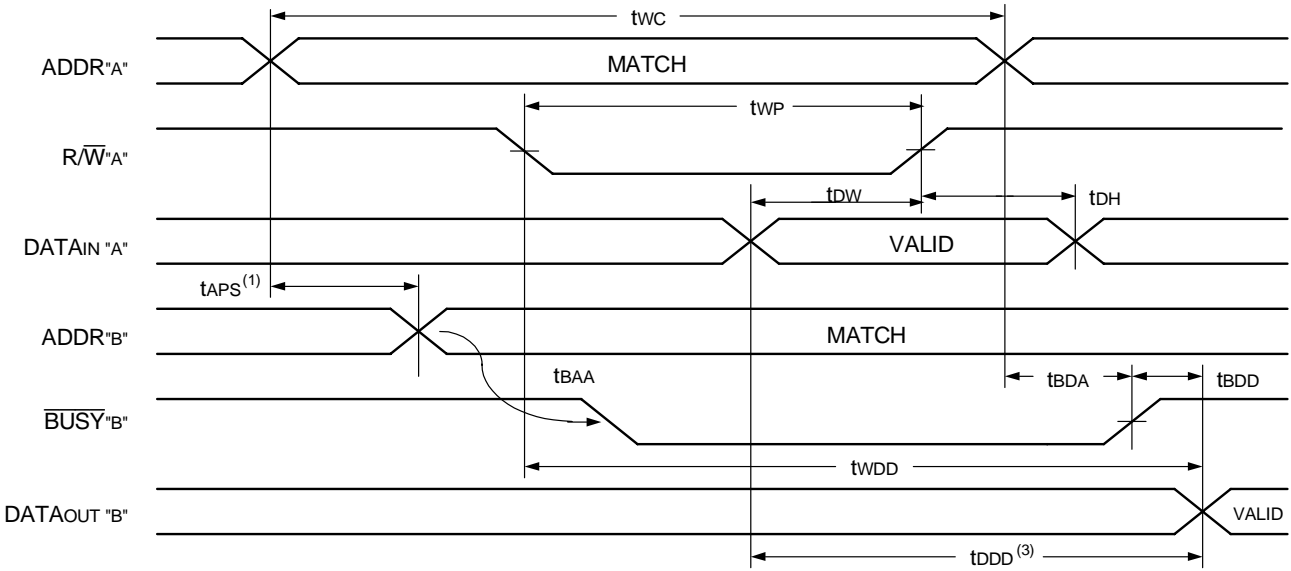 tWC
ADDR"A"
MATCH
tWP
R/W̅"A"
tDW
tDH
DATAIN "A"
VALID
tAPS(1)
ADDR"B"
MATCH
tBAA
tBDA
tBDD
B̅U̅S̅Y̅"B"
tWDD
DATAOUT "B"
VALID
tDDD(3)